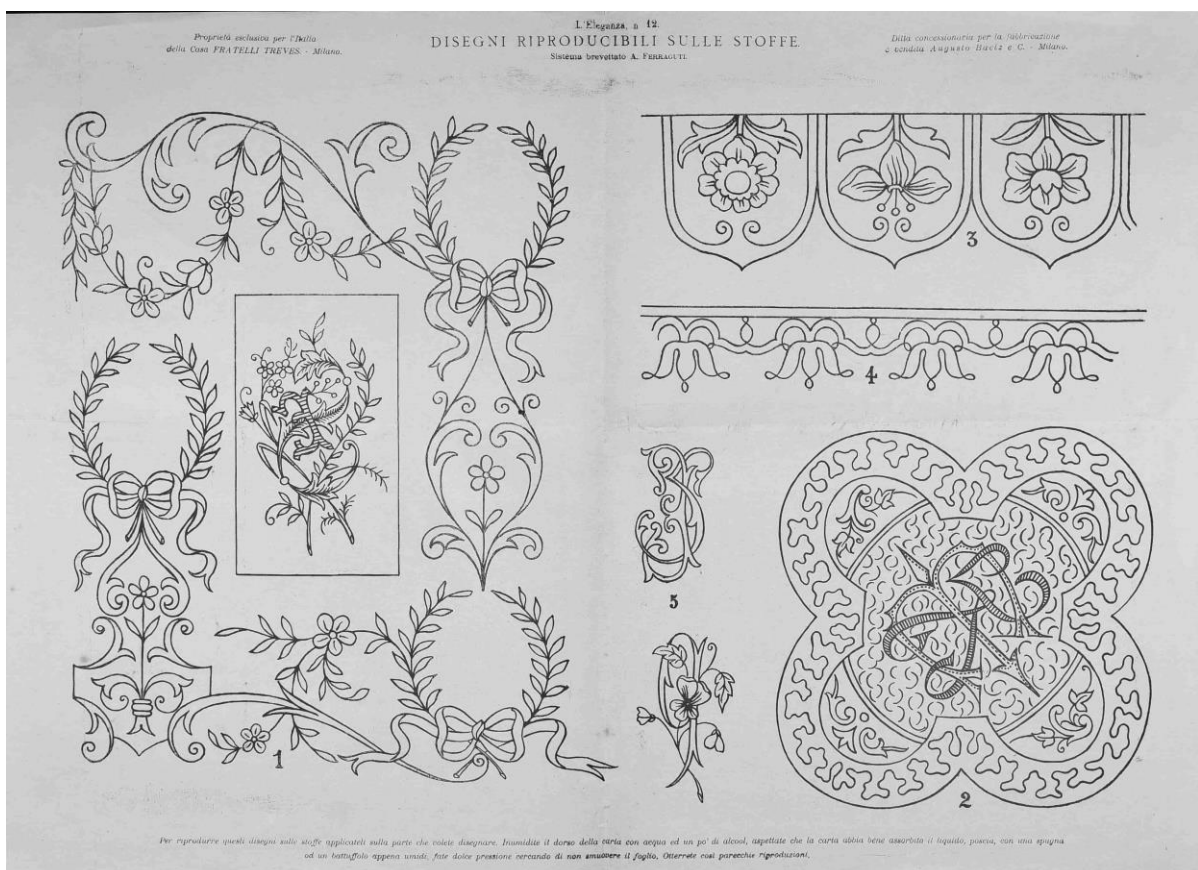 L'Eleganza, n 12.
Proprietà esclusiva per l'Italia
della Casa FRATELLI TREVES. - Milano.
DISEGNI RIPRODUCIBILI SULLE STOFFE.
Sistema brevettato A. FERRAGUTI.
Ditta concessionaria per la fabbricazione
e vendita Augusto e C. - Milano.
3
4
5
1
2
Per riprodurre questi disegni sulle stoffe applicateli sulla parte che volete disegnare. Inumidite il dorso della carta con acqua ed un po' di alcool, aspettate che la carta abbia bene assorbito il liquido, poscia, con una spugna
od un batuffolo appena umidi, fate dolce pressione cercando di non smuovere il foglio. Otterrete così parecchie riproduzioni.